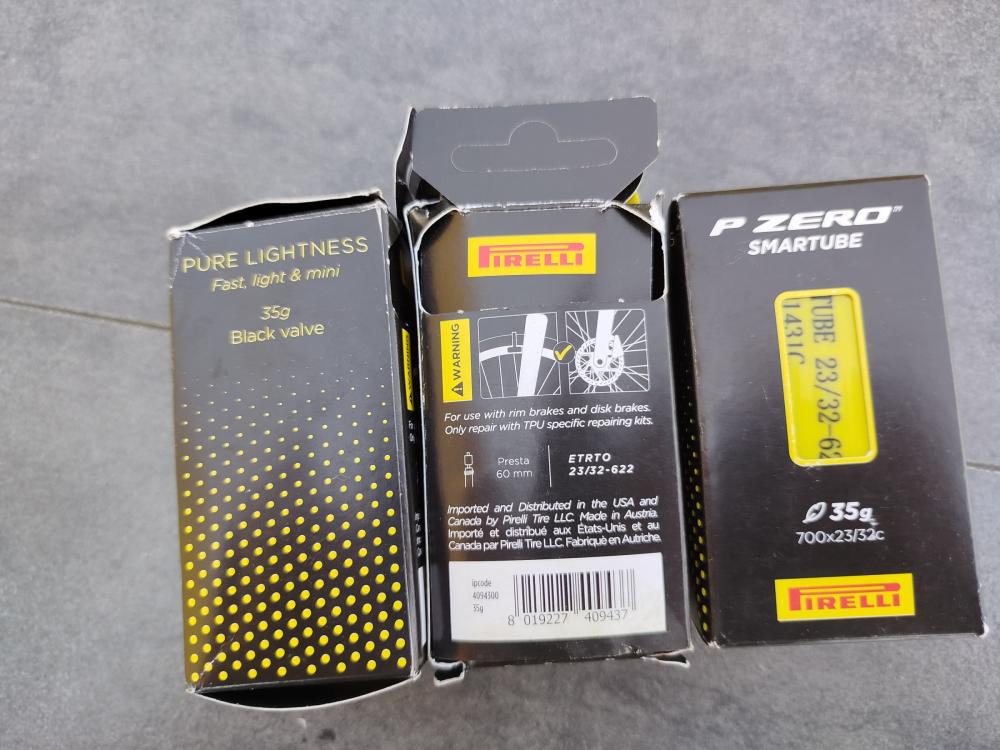 PURE LIGHTNESS
Fast, light & mini
35g
Black valve
PIRELLI
WARNING
For use with rim brakes and disk brakes.
Only repair with TPU specific repairing kits.
Presta
60 mm
ETRTO
23/32-622
Imported and Distributed in the USA and
Canada by Pirelli Tire LLC. Made in Austria.
Importé et distribué aux États-Unis et au
Canada par Pirelli Tire LLC. Fabriqué en Autriche.
ipcode
4094300
35g
8 019227 409437
P ZERO™
SMARTUBE
TUBE 23/32-62
1431C
35g
700x23/32c
PIRELLI